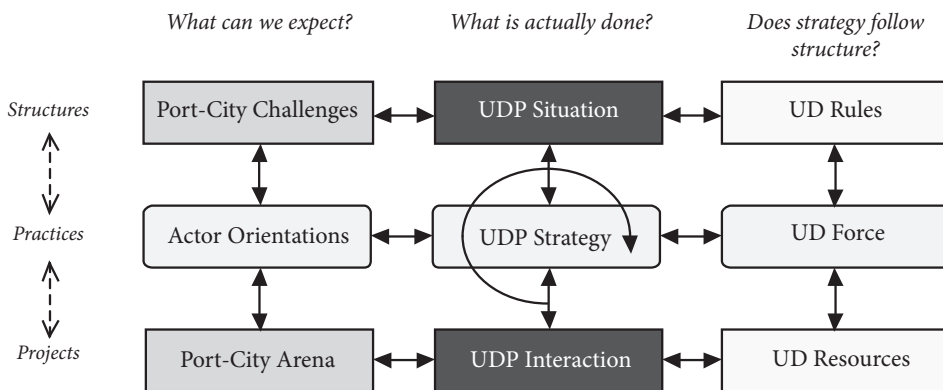 What can we expect?
What is actually done?
Does strategy follow
structure?
Structures
Port-City Challenges
UDP Situation
UD Rules
Practices
Actor Orientations
UDP Strategy
UD Force
Projects
Port-City Arena
UDP Interaction
UD Resources